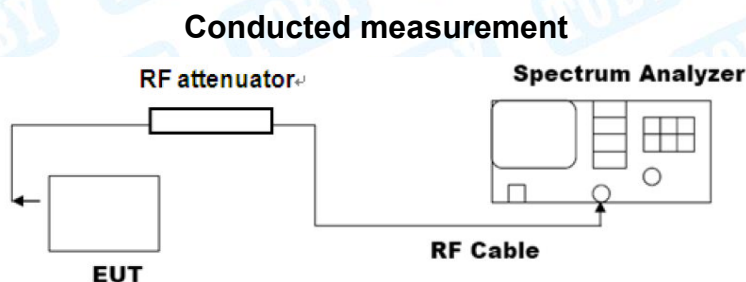 Conducted measurement
RF attenuator↵
Spectrum Analyzer
RF Cable
EUT